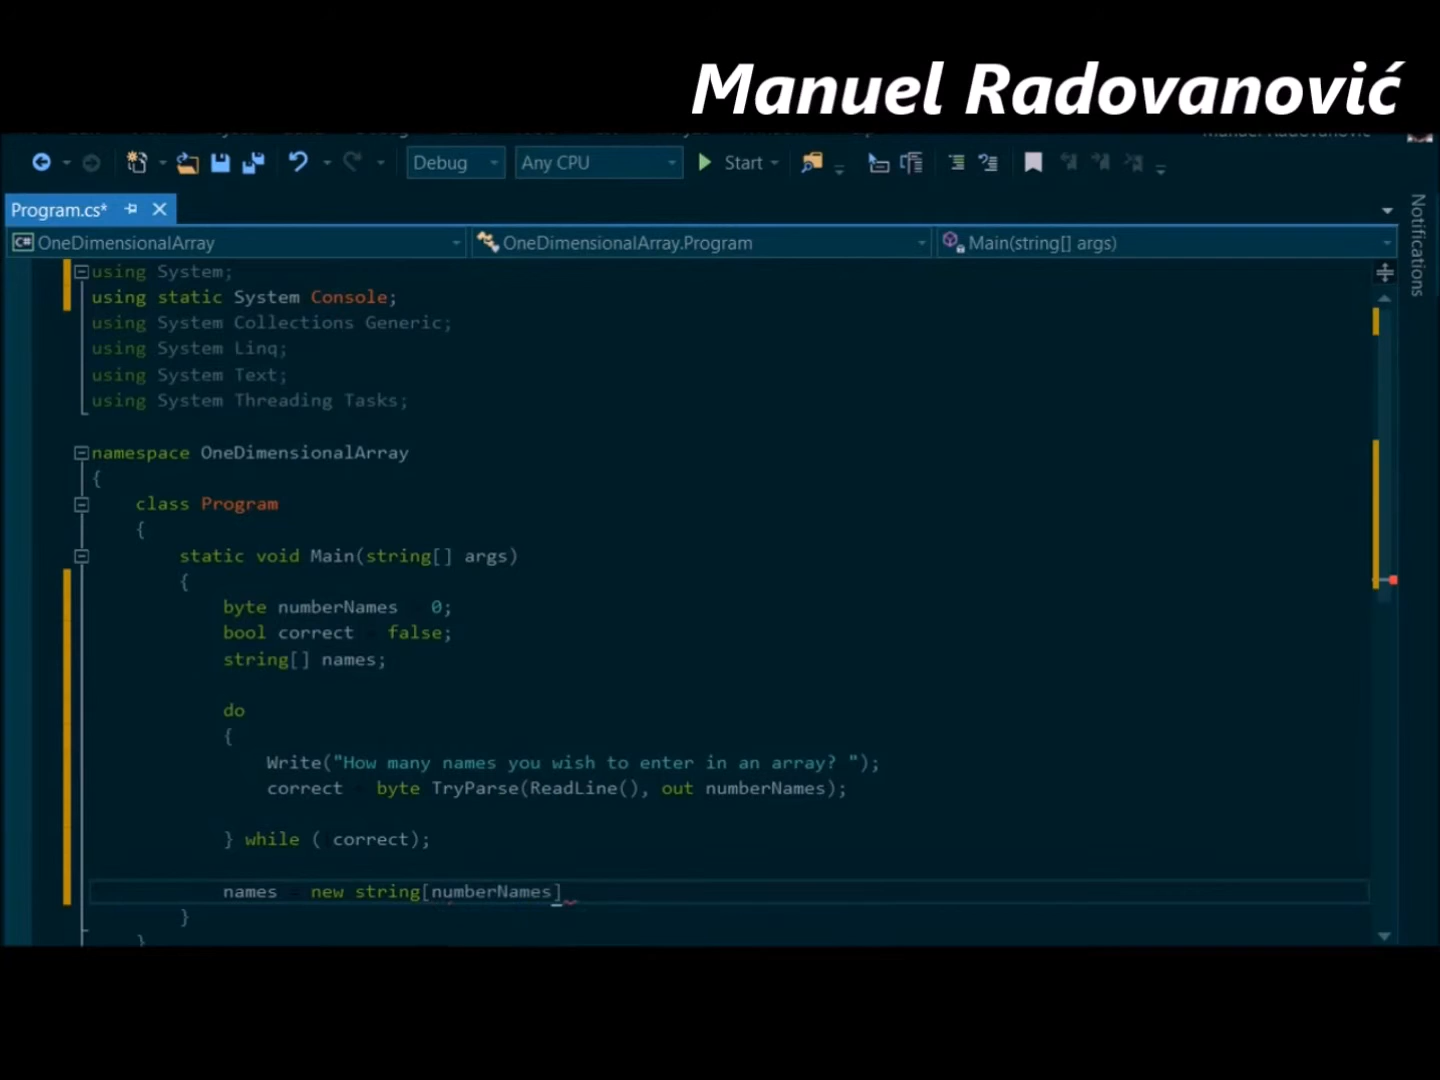 Manuel Radovanović
Debug Any CPU Start
Program.cs*
OneDimensionalArray OneDimensionalArray.Program Main(string[] args)
Notifications
using System;
using static System Console;
using System Collections Generic;
using System Linq;
using System Text;
using System Threading Tasks;
namespace OneDimensionalArray
{
class Program
{
static void Main(string[] args)
{
byte numberNames 0;
bool correct = false;
string[] names;
do
{
Write("How many names you wish to enter in an array? ");
correct = byte TryParse(ReadLine(), out numberNames);
} while ( correct);
names = new string[numberNames]
}
}